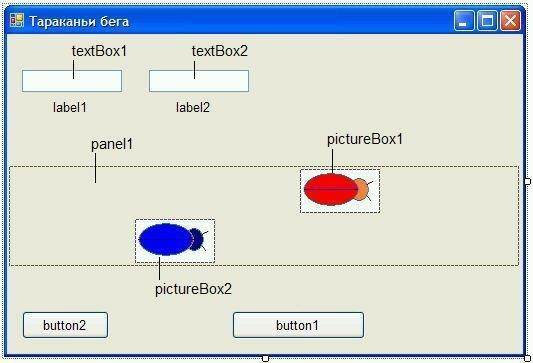 Тараканьи бега
textBox1 textBox2
label1 label2
panel1 pictureBox1
pictureBox2
button2 button1